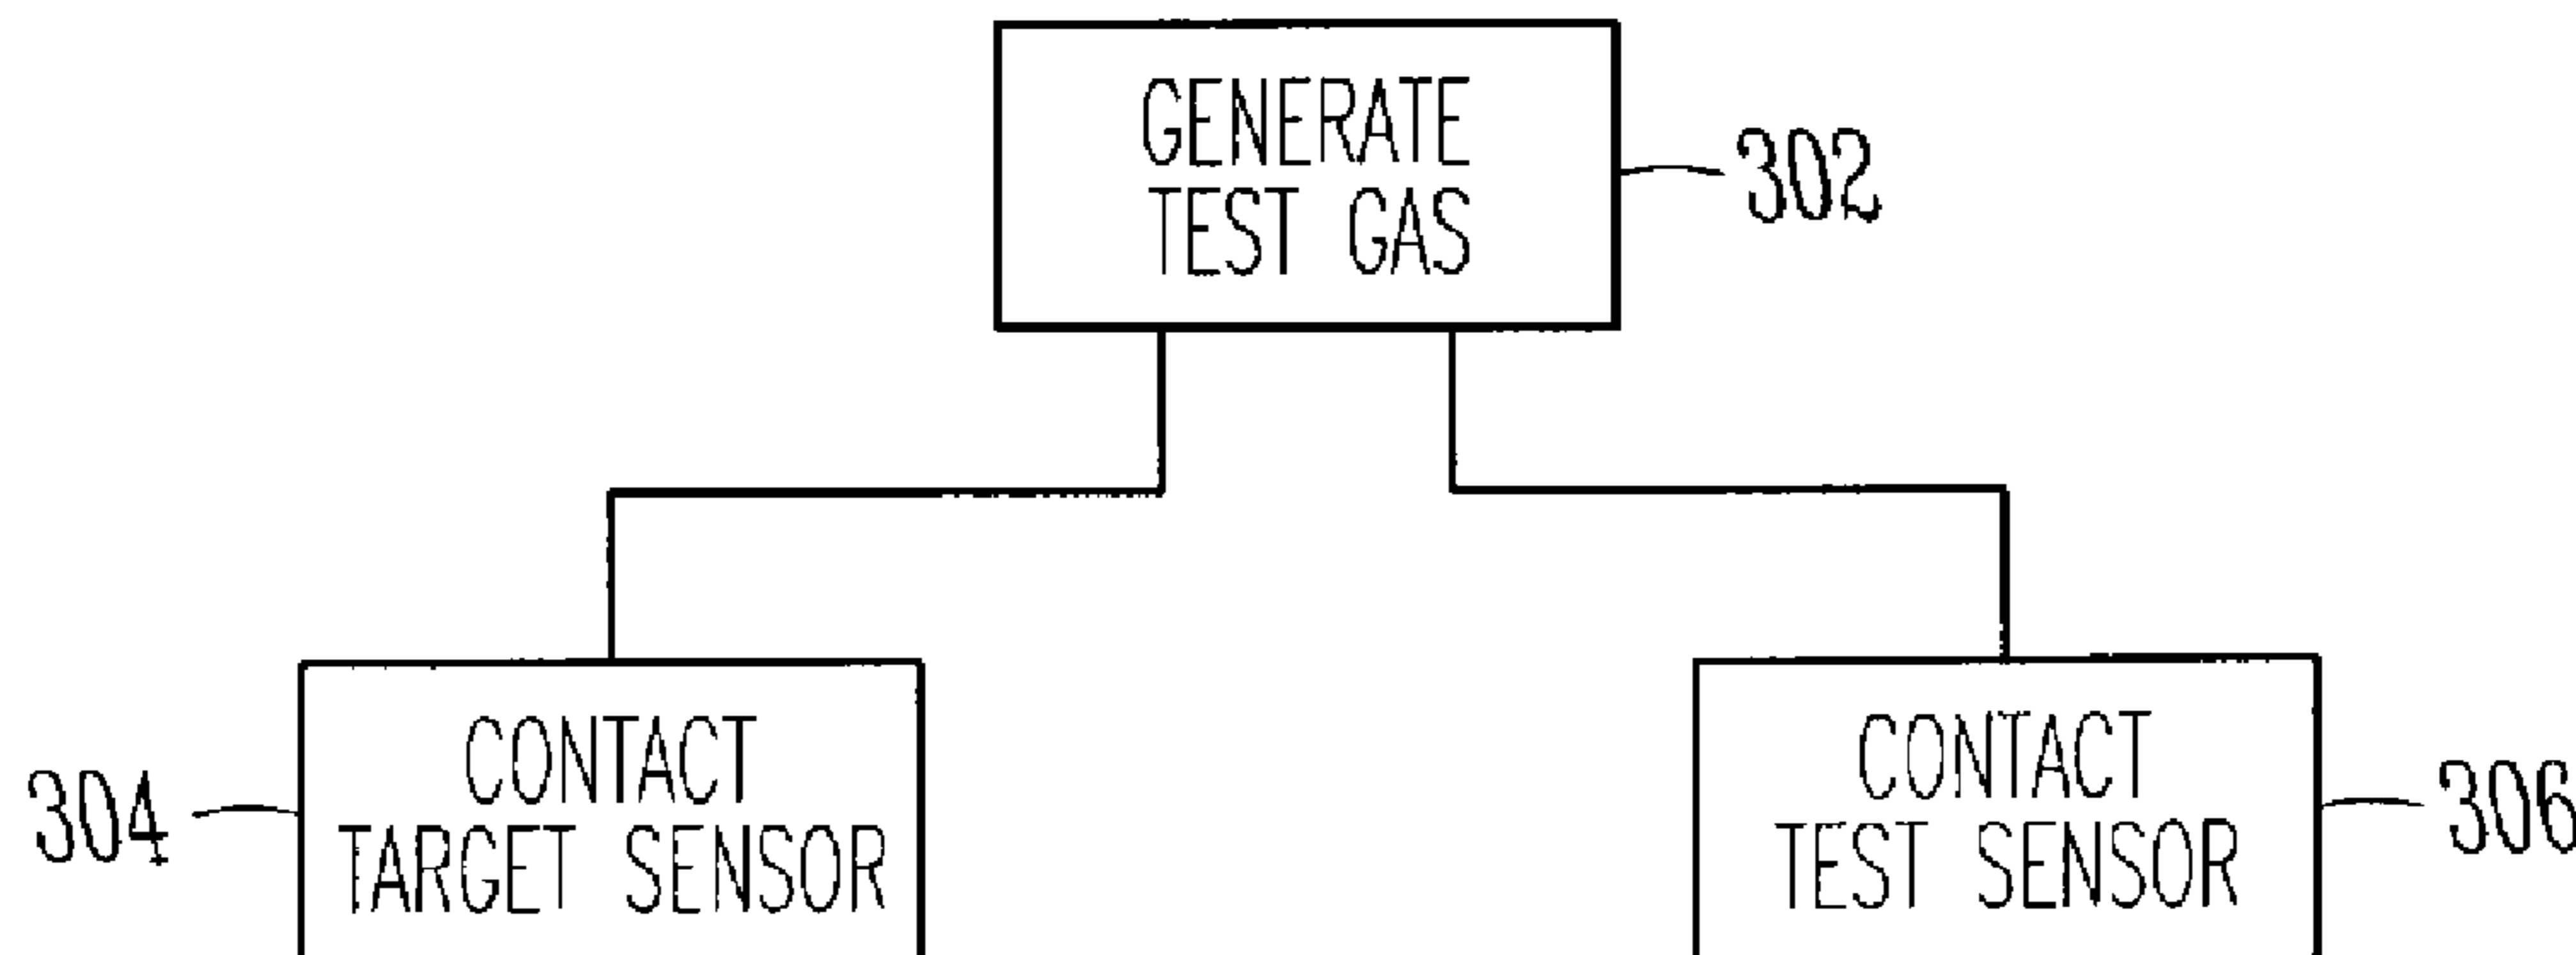 GENERATE
TEST GAS
302
CONTACT
TARGET SENSOR
304
CONTACT
TEST SENSOR
306